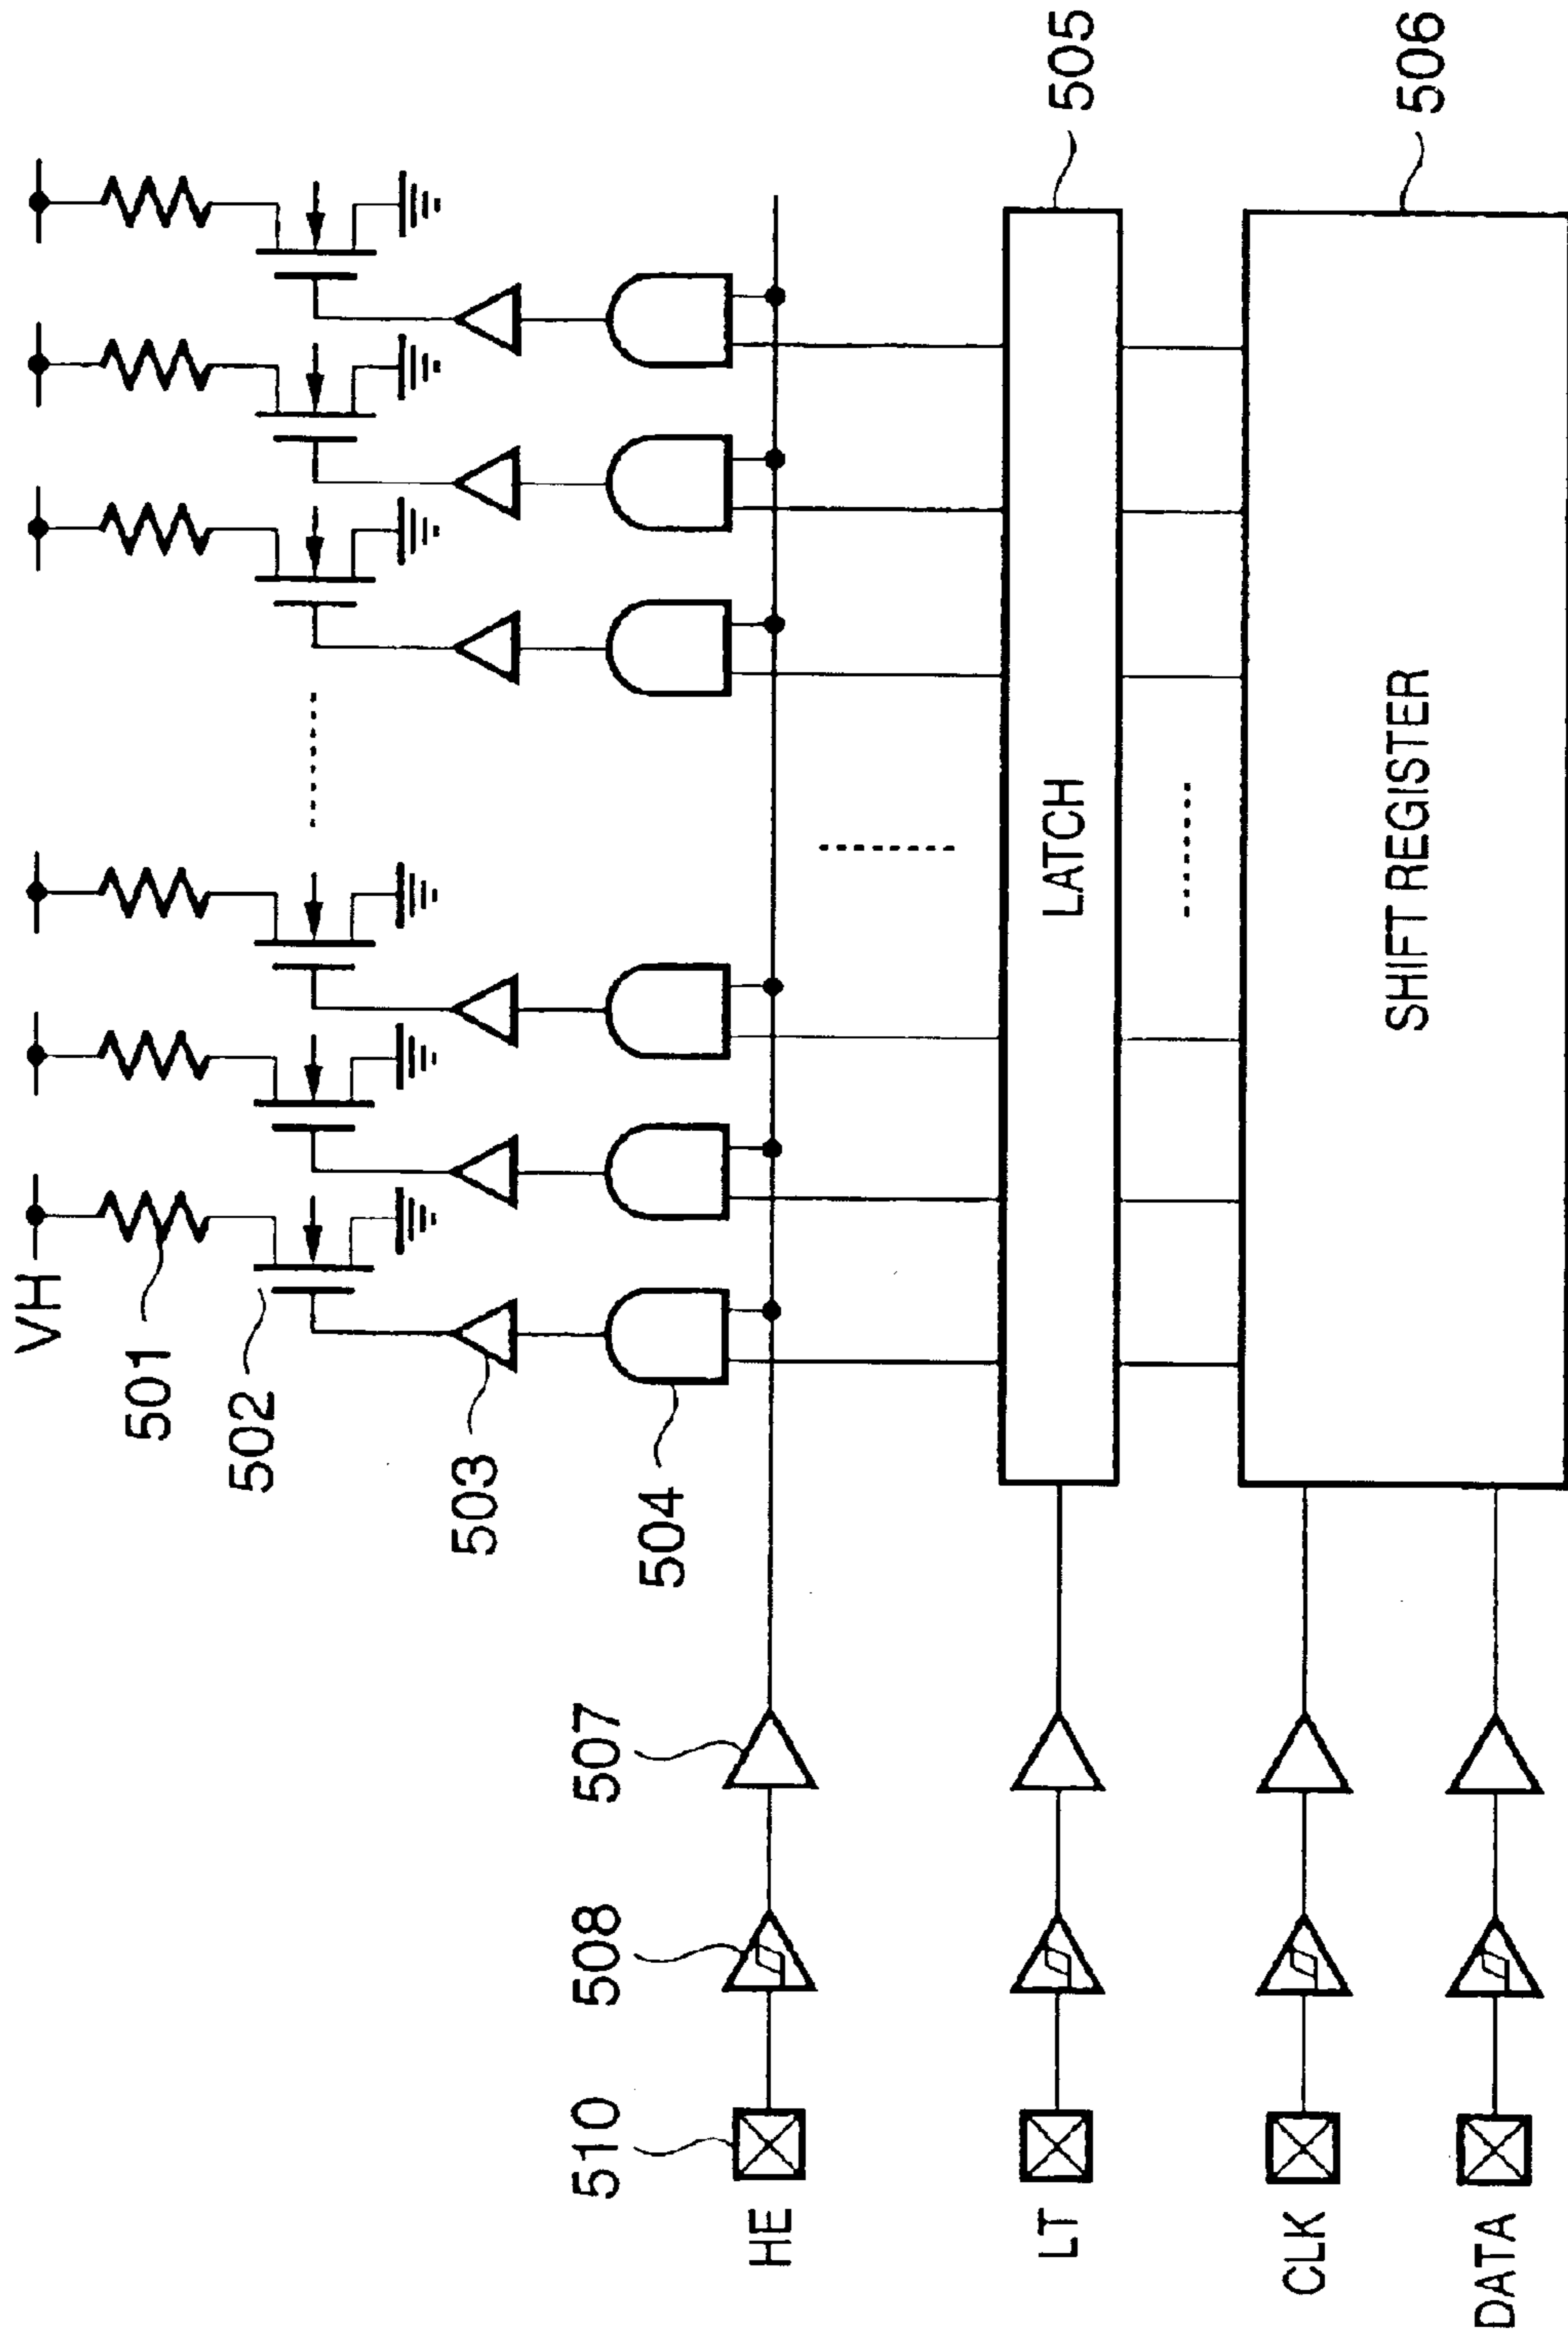 VH
501
502
503
504
507
508
510
HE
LT
CLK
DATA
LATCH
SHIFT REGISTER
505
506